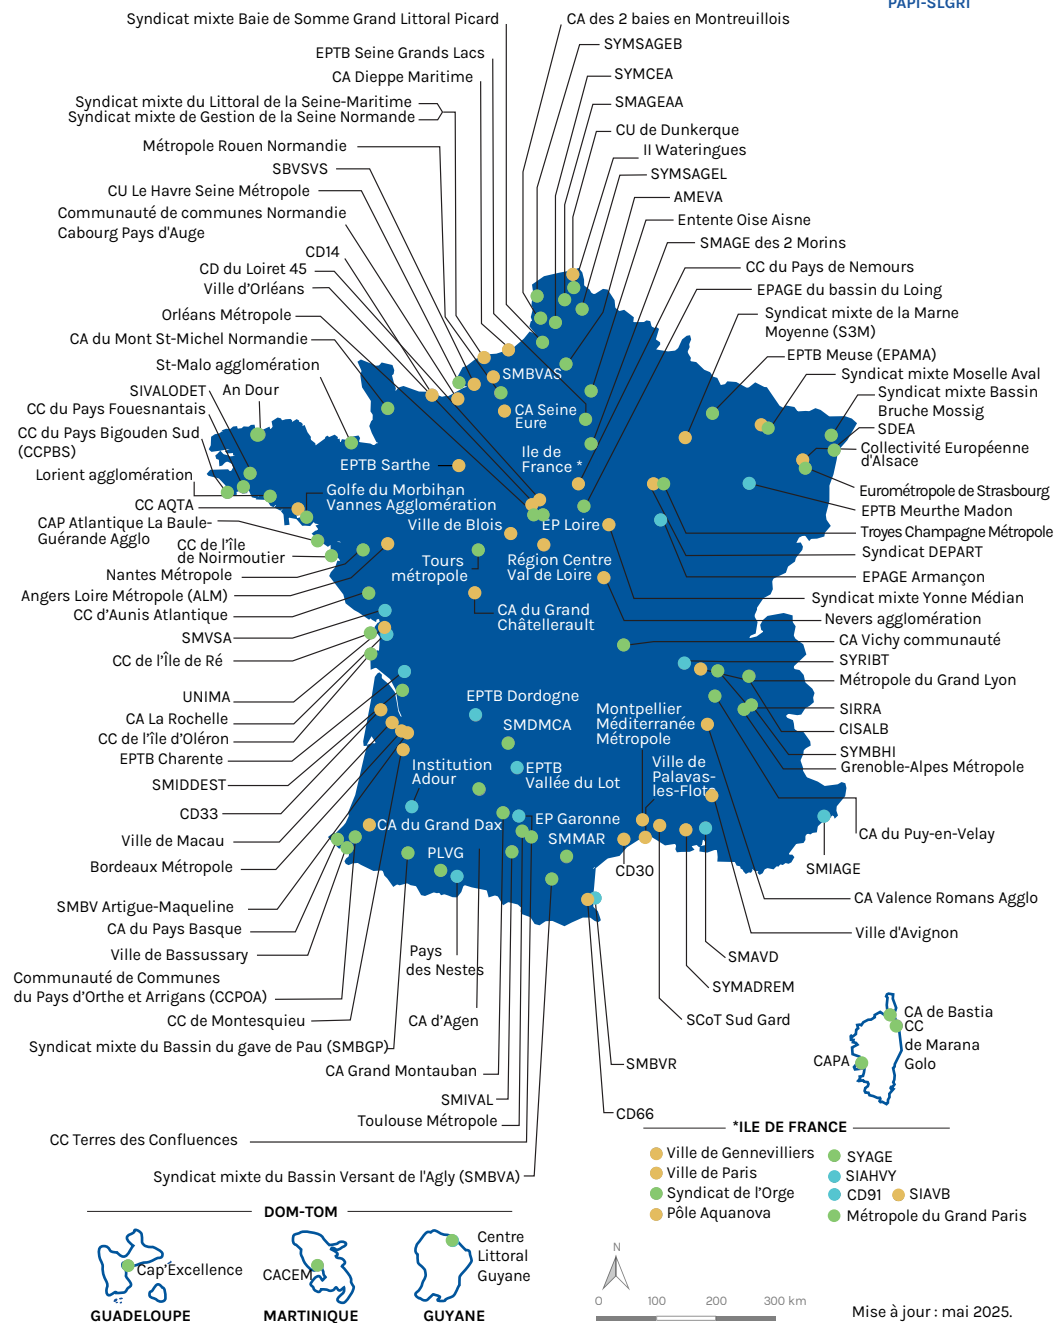 PAPI-SLGRI
Syndicat mixte Baie de Somme Grand Littoral Picard
EPTB Seine Grands Lacs
CA Dieppe Maritime
Syndicat mixte du Littoral de la Seine-Maritime
Syndicat mixte de Gestion de la Seine Normande
Métropole Rouen Normandie
SBVSVS
CU Le Havre Seine Métropole
Communauté de communes Normandie
Cabourg Pays d'Auge
CD14
CD du Loiret 45
Ville d'Orléans
Orléans Métropole
CA du Mont St-Michel Normandie
St-Malo agglomération
SIVALODET
An Dour
CC du Pays Fouesnantais
CC du Pays Bigouden Sud
(CCPBS)
Lorient agglomération
CC AQTA
CAP Atlantique La Baule-
Guérande Agglo
CC de l'île
de Noirmoutier
Nantes Métropole
Angers Loire Métropole (ALM)
CC d'Aunis Atlantique
SMVSA
CC de l'Île de Ré
UNIMA
CA La Rochelle
CC de l'île d'Oléron
EPTB Charente
SMIDDEST
CD33
Ville de Macau
Bordeaux Métropole
SMBV Artigue-Maqueline
CA du Pays Basque
Ville de Bassussary
Communauté de Communes
du Pays d'Orthe et Arrigans (CCPOA)
CC de Montesquieu
Syndicat mixte du Bassin du gave de Pau (SMBGP)
CA Grand Montauban
SMIVAL
Toulouse Métropole
CC Terres des Confluences
Syndicat mixte du Bassin Versant de l'Agly (SMBVA)
CA des 2 baies en Montreuillois
SYMSAGEB
SYMCEA
SMAGEAA
CU de Dunkerque
II Wateringues
SYMSAGEL
AMEVA
Entente Oise Aisne
SMAGE des 2 Morins
CC du Pays de Nemours
EPAGE du bassin du Loing
Syndicat mixte de la Marne
Moyenne (S3M)
EPTB Meuse (EPAMA)
Syndicat mixte Moselle Aval
Syndicat mixte Bassin
Bruche Mossig
SDEA
Collectivité Européenne
d'Alsace
Eurométropole de Strasbourg
EPTB Meurthe Madon
Troyes Champagne Métropole
Syndicat DEPART
EPAGE Armançon
Syndicat mixte Yonne Médian
Nevers agglomération
CA Vichy communauté
SYRIBT
Métropole du Grand Lyon
SIRRA
CISALB
SYMBHI
Grenoble-Alpes Métropole
CA du Puy-en-Velay
SMIAGE
CA Valence Romans Agglo
Ville d'Avignon
SMAVD
SYMADREM
SCoT Sud Gard
SMBVR
CD66
SMBVAS
CA Seine
Eure
Ile de
France *
EPTB Sarthe
Golfe du Morbihan
Vannes Agglomération
Ville de Blois
EP Loire
Tours
métropole
Région Centre
Val de Loire
CA du Grand
Châtellerault
EPTB Dordogne
SMDMCA
Montpellier
Méditerranée
Métropole
Ville de
Palavas-
les-Flots
Institution
Adour
EPTB
Vallée du Lot
CA du Grand Dax
EP Garonne
SMMAR
PLVG
CD30
Pays
des Nestes
CA d'Agen
CA de Bastia
CC
de Marana
Golo
CAPA
*ILE DE FRANCE
Ville de Gennevilliers
Ville de Paris
Syndicat de l'Orge
Pôle Aquanova
SYAGE
SIAHVY
CD91
SIAVB
Métropole du Grand Paris
DOM-TOM
Cap'Excellence
GUADELOUPE
CACEM
MARTINIQUE
Centre
Littoral
Guyane
GUYANE
N
0 100 200 300 km
Mise à jour : mai 2025.